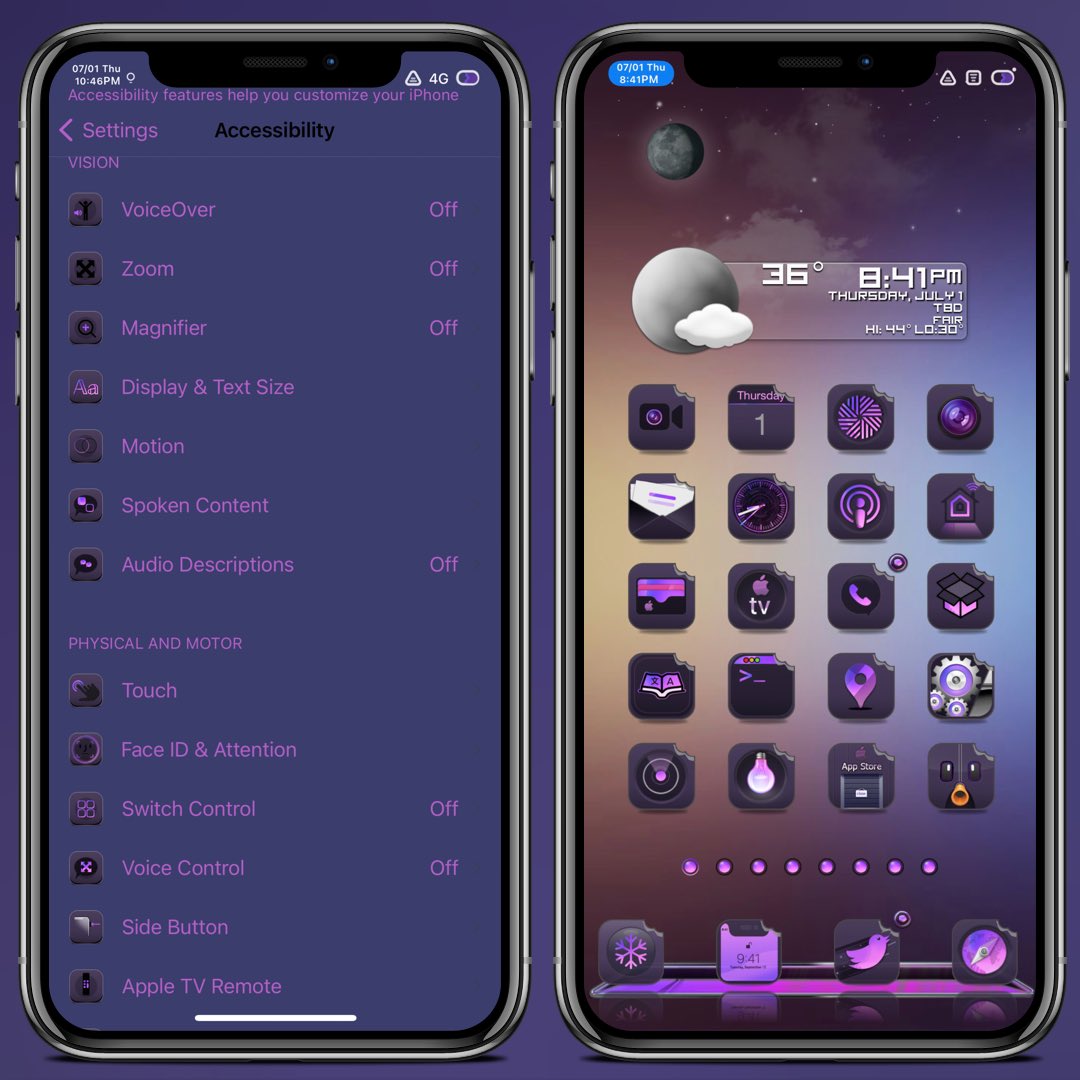 07/01 Thu
10:46PM
4G
Accessibility features help you customize your iPhone
Settings
Accessibility
VISION
VoiceOver Off
Zoom Off
Magnifier Off
Aa Display & Text Size
Motion
Spoken Content
Audio Descriptions Off
PHYSICAL AND MOTOR
Touch
Face ID & Attention
Switch Control Off
Voice Control Off
Side Button
Apple TV Remote
07/01 Thu
8:41PM
36° 8:41PM
THURSDAY, JULY 1
TBD
FAIR
HI: 44° LO:30°
Thursday
1
tv
文 A
>_
App Store
9:41